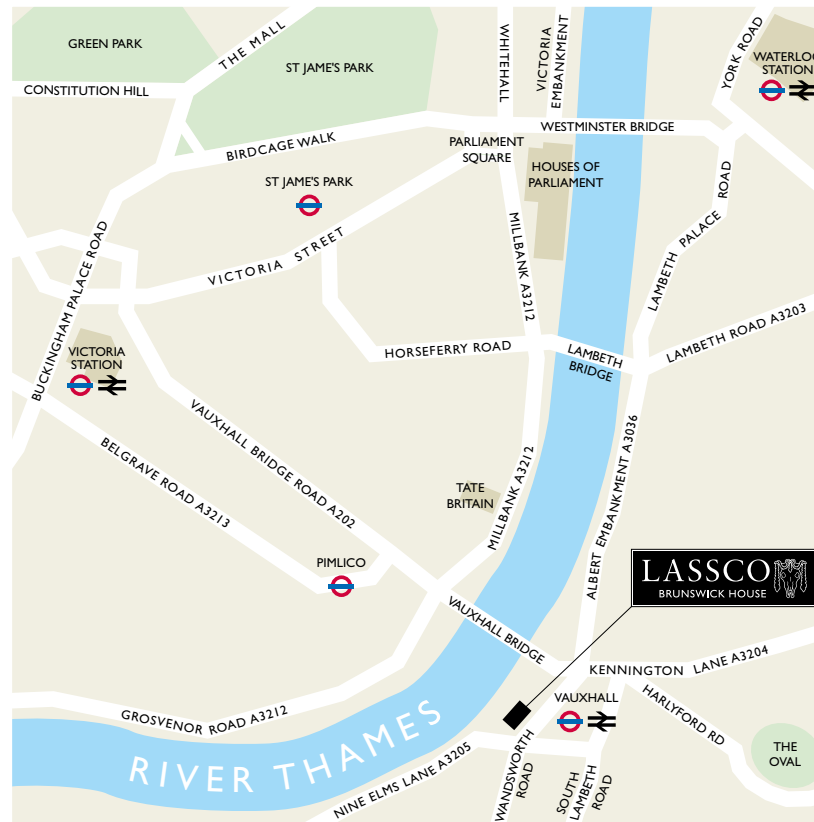 GREEN PARK
THE MALL
ST JAME'S PARK
CONSTITUTION HILL
WHITEHALL
VICTORIA
EMBANKMENT
YORK ROAD
WATERLOO
STATION
BIRDCAGE WALK
PARLIAMENT
SQUARE
WESTMINSTER BRIDGE
HOUSES OF
PARLIAMENT
ST JAME'S PARK
VICTORIA STREET
MILLBANK A3212
LAMBETH PALACE ROAD
BUCKINGHAM PALACE ROAD
VICTORIA
STATION
HORSEFERRY ROAD
LAMBETH
BRIDGE
LAMBETH ROAD A3203
VAUXHALL BRIDGE ROAD A202
BELGRAVE ROAD A3213
TATE
BRITAIN
MILLBANK A3212
ALBERT EMBANKMENT A3036
PIMLICO
LASSCO
BRUNSWICK HOUSE
VAUXHALL BRIDGE
KENNINGTON LANE A3204
VAUXHALL
HARLYFORD RD
GROSVENOR ROAD A3212
RIVER THAMES
NINE ELMS LANE A3205
WANDSWORTH
ROAD
SOUTH
LAMBETH
ROAD
THE
OVAL